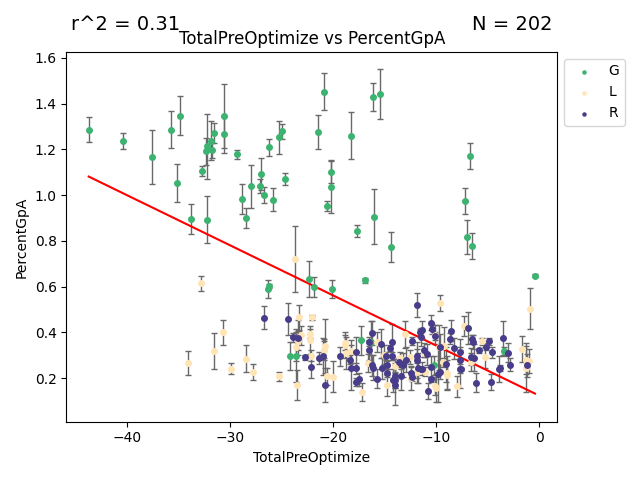 r^2 = 0.31
N = 202
TotalPreOptimize vs PercentGpA
1.6
1.4
1.2
1.0
0.8
0.6
0.4
0.2
PercentGpA
−40
−30
−20
−10
0
TotalPreOptimize
G
L
R